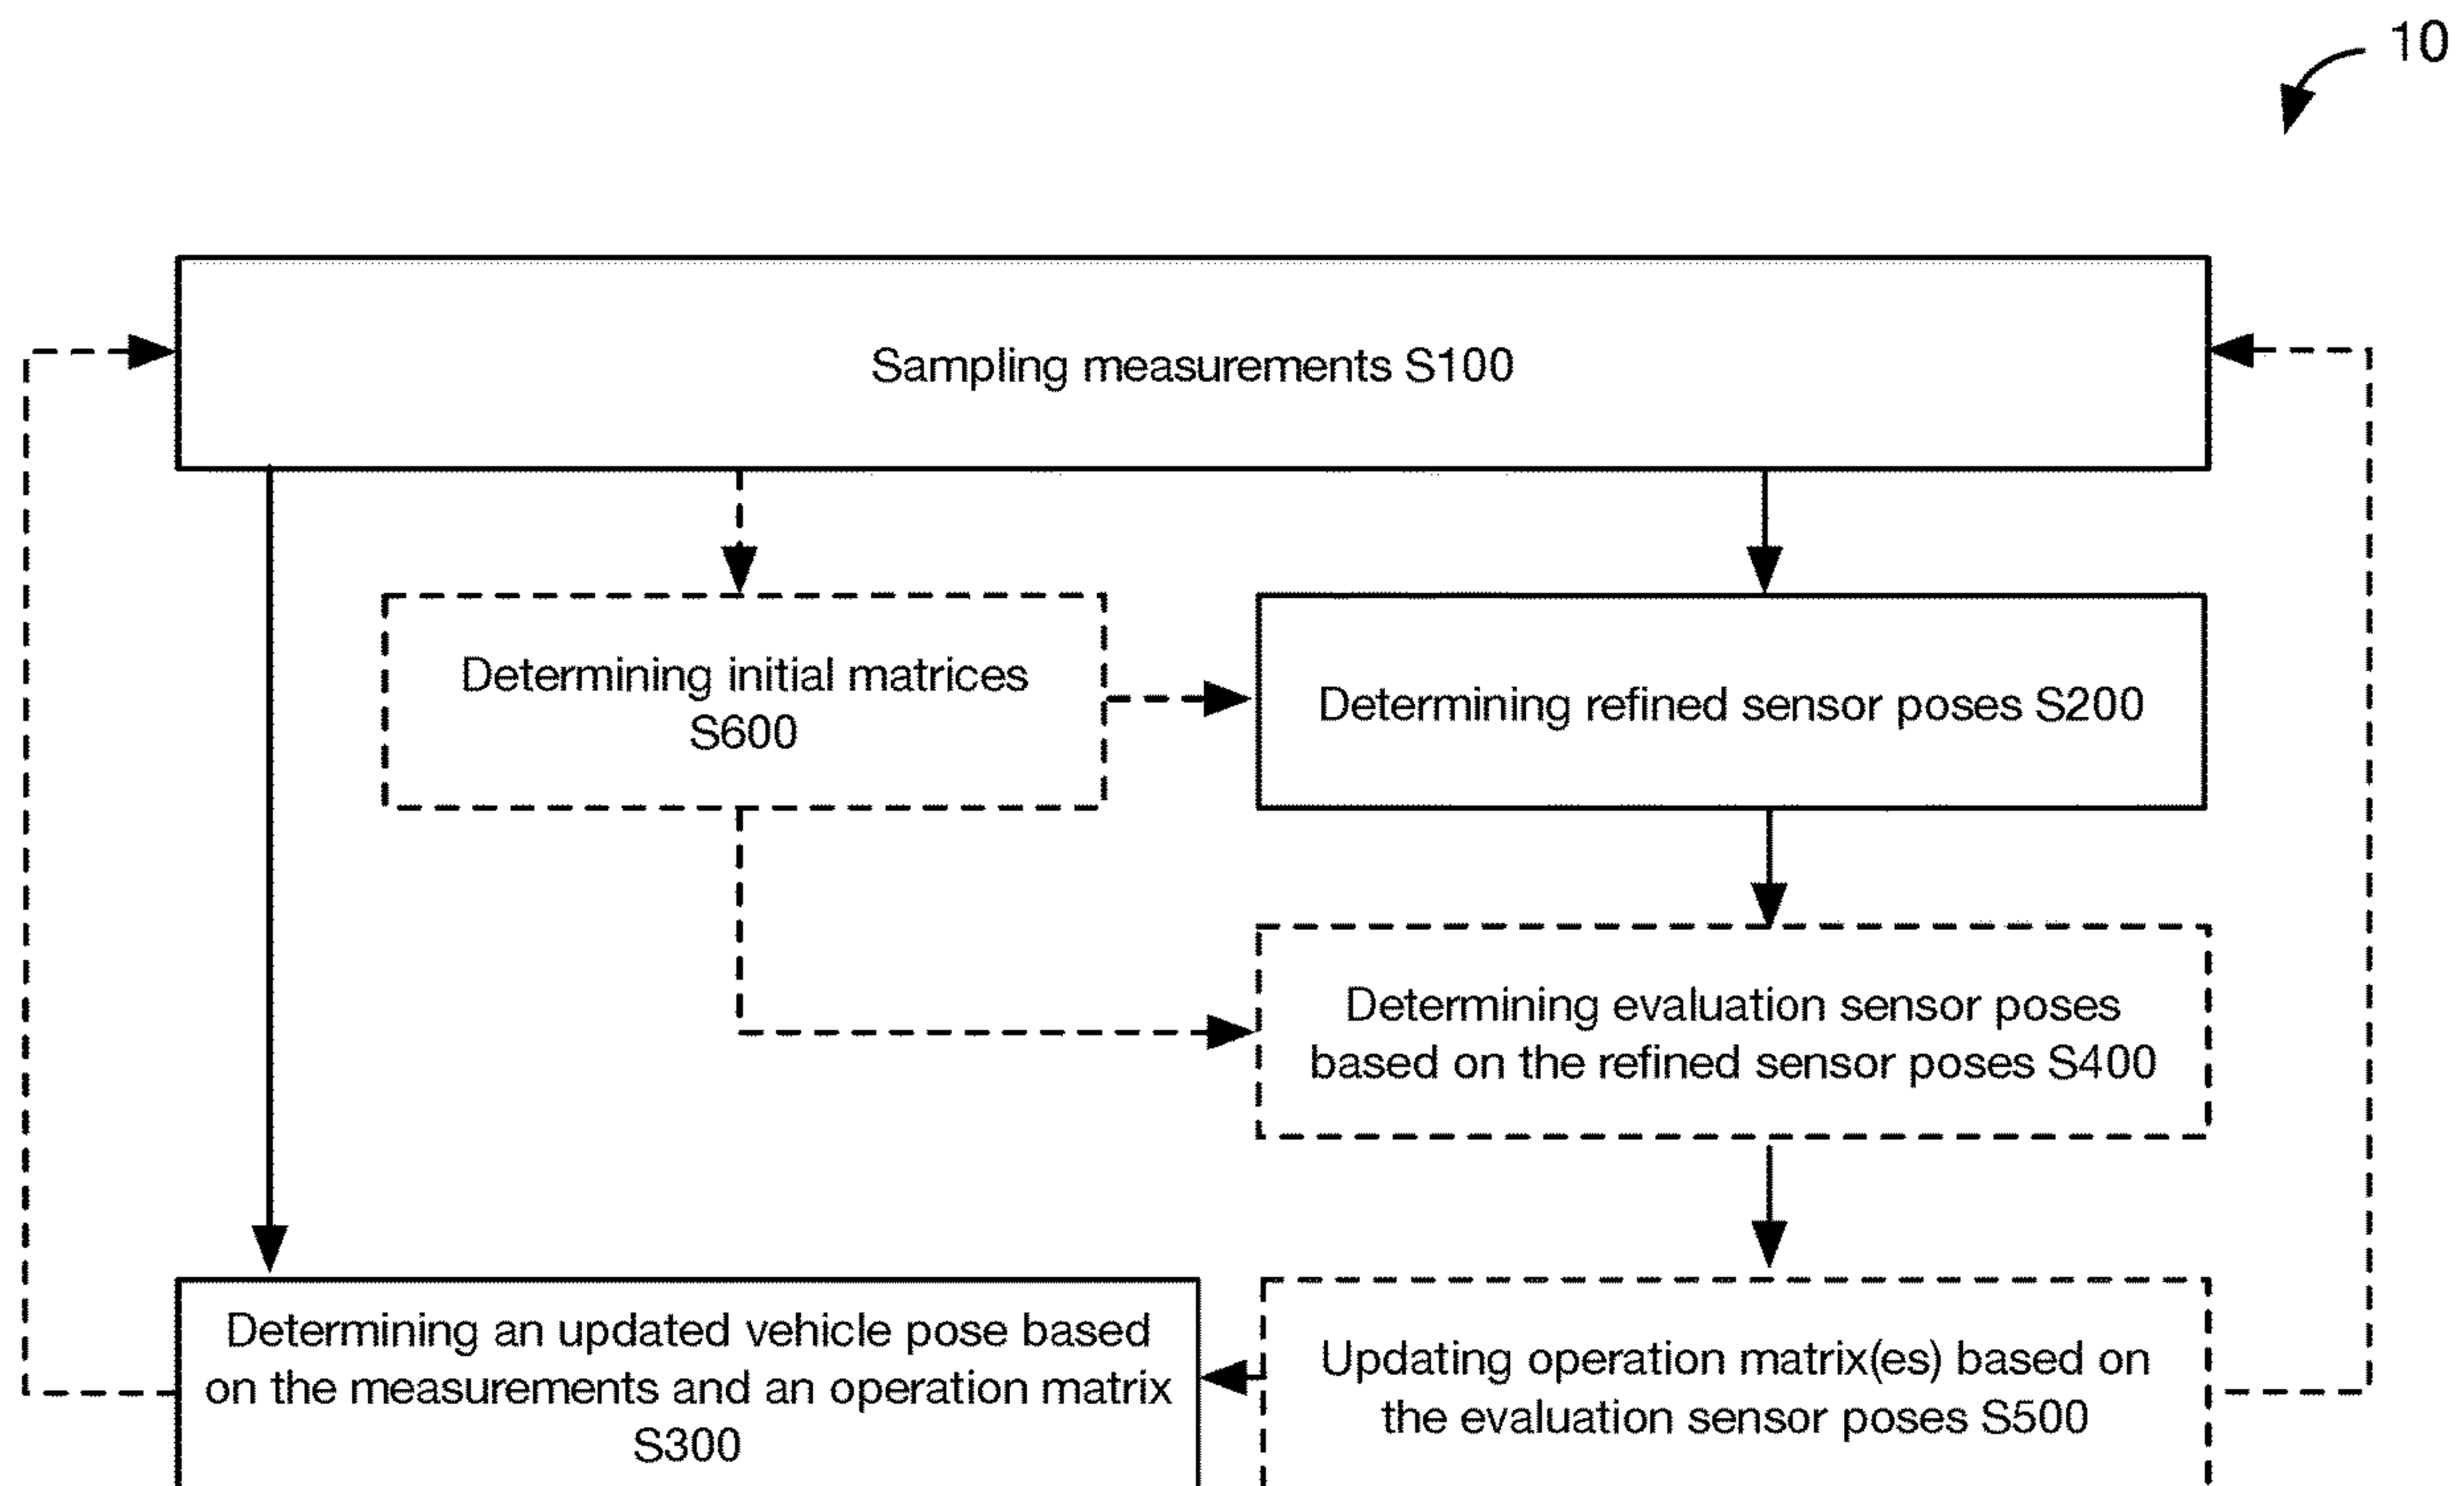 10
Sampling measurements S100
Determining initial matrices
S600
Determining refined sensor poses S200
Determining evaluation sensor poses
based on the refined sensor poses S400
Determining an updated vehicle pose based
on the measurements and an operation matrix
S300
Updating operation matrix(es) based on
the evaluation sensor poses S500